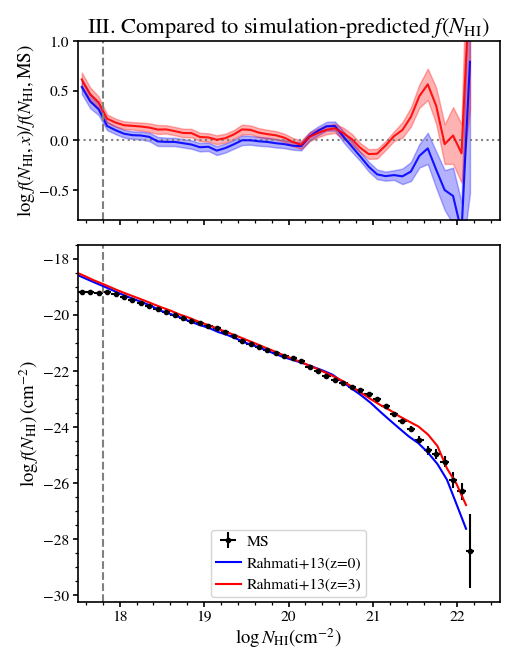 III. Compared to simulation-predicted f(N_HI)
log f(N_HI, x)/f(N_HI, MS)
1.0
0.5
0.0
−0.5
log f(N_HI) (cm⁻²)
−18
−20
−22
−24
−26
−28
−30
MS
Rahmati+13(z=0)
Rahmati+13(z=3)
18 19 20 21 22
log N_HI(cm⁻²)